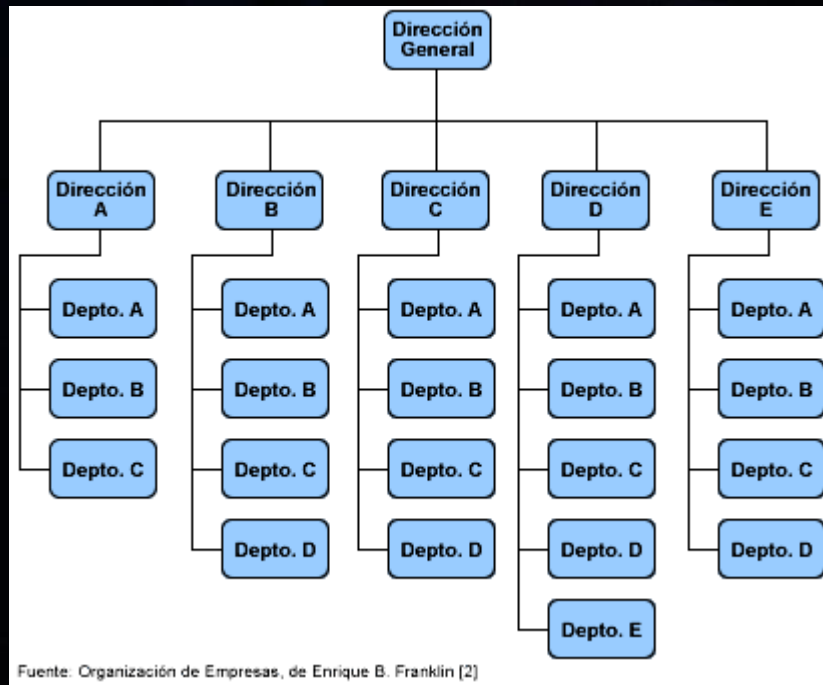 Dirección
General
Dirección
A
Dirección
B
Dirección
C
Dirección
D
Dirección
E
Depto. A
Depto. B
Depto. C
Depto. A
Depto. B
Depto. C
Depto. D
Depto. A
Depto. B
Depto. C
Depto. D
Depto. A
Depto. B
Depto. C
Depto. D
Depto. E
Depto. A
Depto. B
Depto. C
Depto. D
Fuente: Organización de Empresas, de Enrique B. Franklin [2]